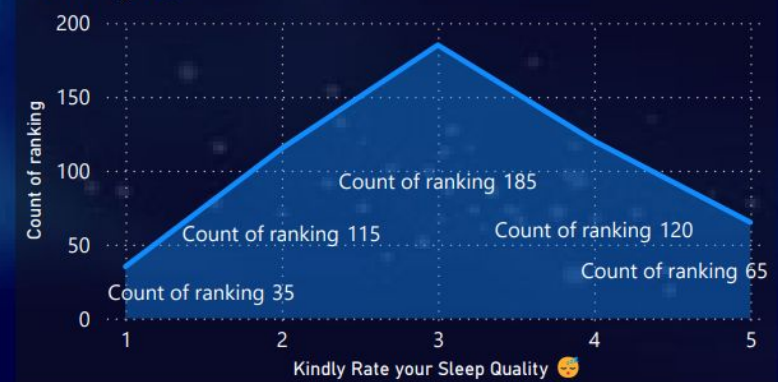 200
150
100
50
0
Count of ranking
Count of ranking 185
Count of ranking 115
Count of ranking 120
Count of ranking 65
Count of ranking 35
1 2 3 4 5
Kindly Rate your Sleep Quality 😴